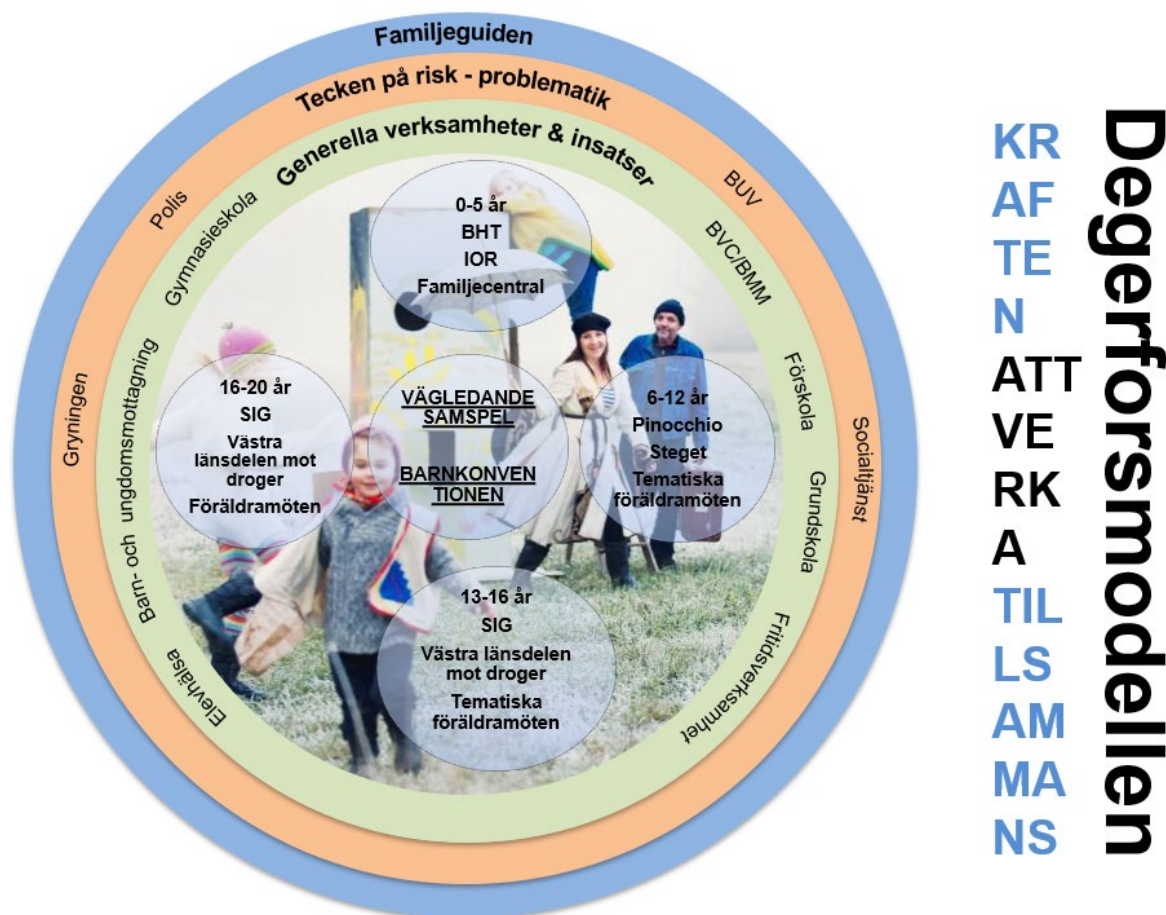 Familjeguiden
Tecken på risk - problematik
Generella verksamheter & insatser
Polis
BUV
Gryningen
Socialtjänst
Gymnasieskola
BVC/BMM
Barn- och ungdomsmottagning
Förskola
Grundskola
Elevhälsa
Fritidsverksamhet
0-5 år
BHT
IOR
Familjecentral
16-20 år
SIG
Västra
länsdelen mot
droger
Föräldramöten
VÄGLEDANDE
SAMSPEL
BARNKONVEN
TIONEN
6-12 år
Pinocchio
Steget
Tematiska
föräldramöten
13-16 år
SIG
Västra länsdelen
mot droger
Tematiska
föräldramöten
KR
AF
TE
N
ATT
VE
RK
A
TIL
LS
AM
MA
NS
Degerforsmodellen